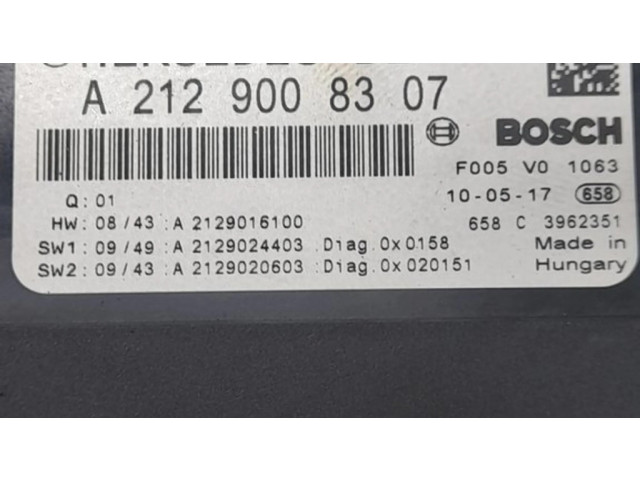 A 212 900 83 07
BOSCH
F005 V0 1063
Q: 01
10-05-17 658
HW: 08/43 :A 2129016100
658 C 3962351
SW1: 09/49 :A 2129024403 :Diag.0x0158
Made in
SW2: 09/43 :A 2129020603 :Diag.0x020151
Hungary